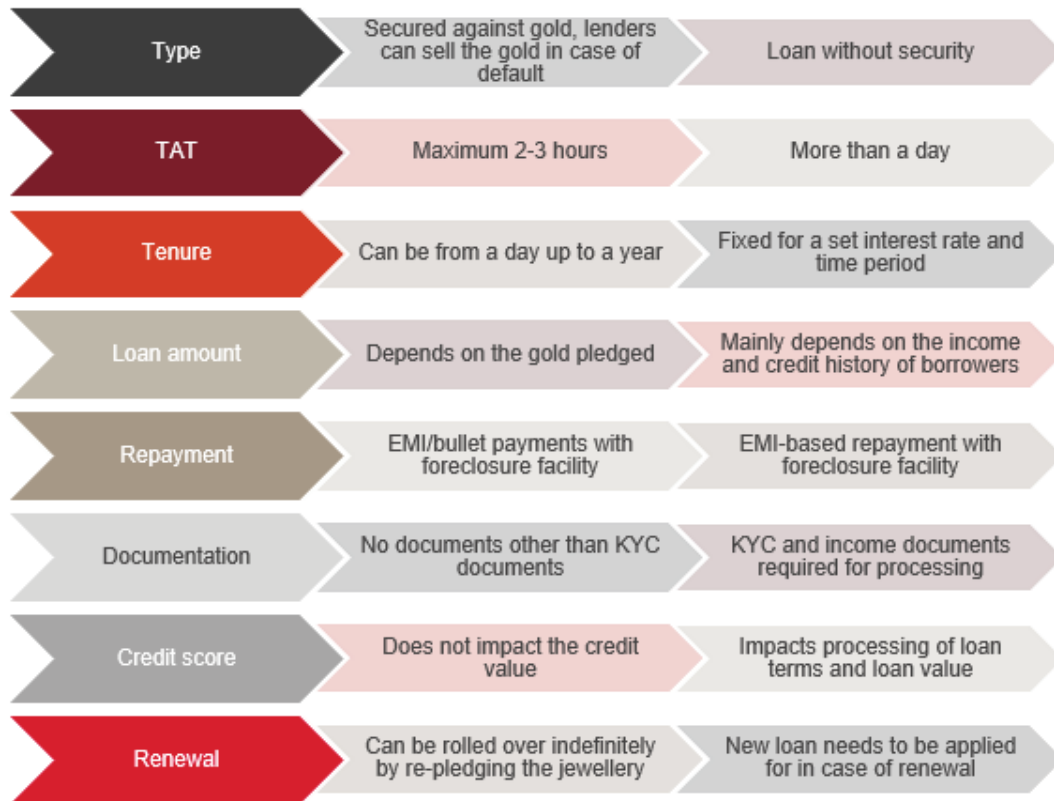 Type
Secured against gold, lenders
can sell the gold in case of
default
Loan without security
TAT
Maximum 2-3 hours
More than a day
Tenure
Can be from a day up to a year
Fixed for a set interest rate and
time period
Loan amount
Depends on the gold pledged
Mainly depends on the income
and credit history of borrowers
Repayment
EMI/bullet payments with
foreclosure facility
EMI-based repayment with
foreclosure facility
Documentation
No documents other than KYC
documents
KYC and income documents
required for processing
Credit score
Does not impact the credit
value
Impacts processing of loan
terms and loan value
Renewal
Can be rolled over indefinitely
by re-pledging the jewellery
New loan needs to be applied
for in case of renewal